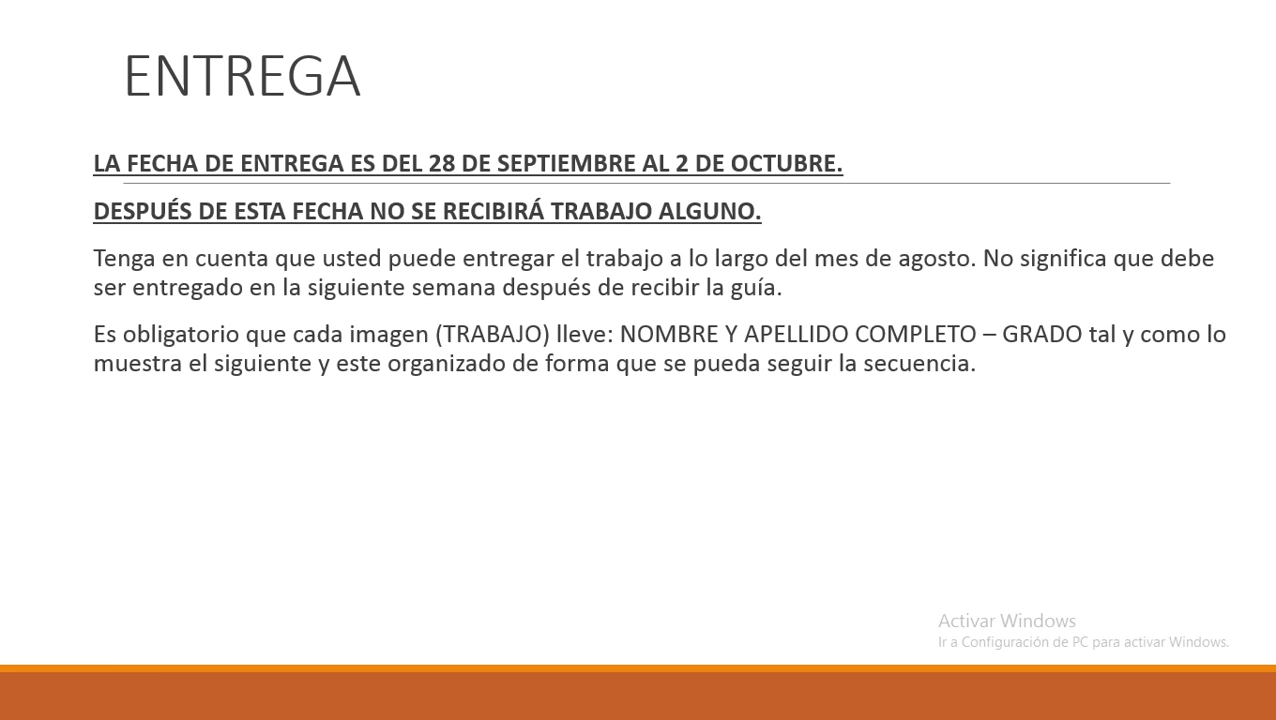 ENTREGA
LA FECHA DE ENTREGA ES DEL 28 DE SEPTIEMBRE AL 2 DE OCTUBRE.
DESPUÉS DE ESTA FECHA NO SE RECIBIRÁ TRABAJO ALGUNO.
Tenga en cuenta que usted puede entregar el trabajo a lo largo del mes de agosto. No significa que debe
ser entregado en la siguiente semana después de recibir la guía.
Es obligatorio que cada imagen (TRABAJO) lleve: NOMBRE Y APELLIDO COMPLETO – GRADO tal y como lo
muestra el siguiente y este organizado de forma que se pueda seguir la secuencia.
Activar Windows
Ir a Configuración de PC para activar Windows.